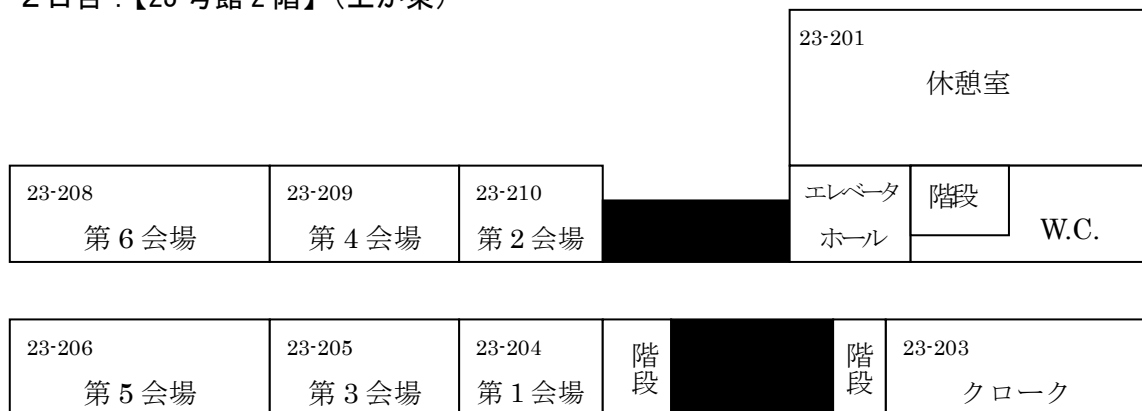 23-201
休憩室
23-208
第6会場
23-209
第4会場
23-210
第2会場
エレベータ
ホール
階段
W.C.
23-206
第5会場
23-205
第3会場
23-204
第1会場
階段
階段
23-203
クローク